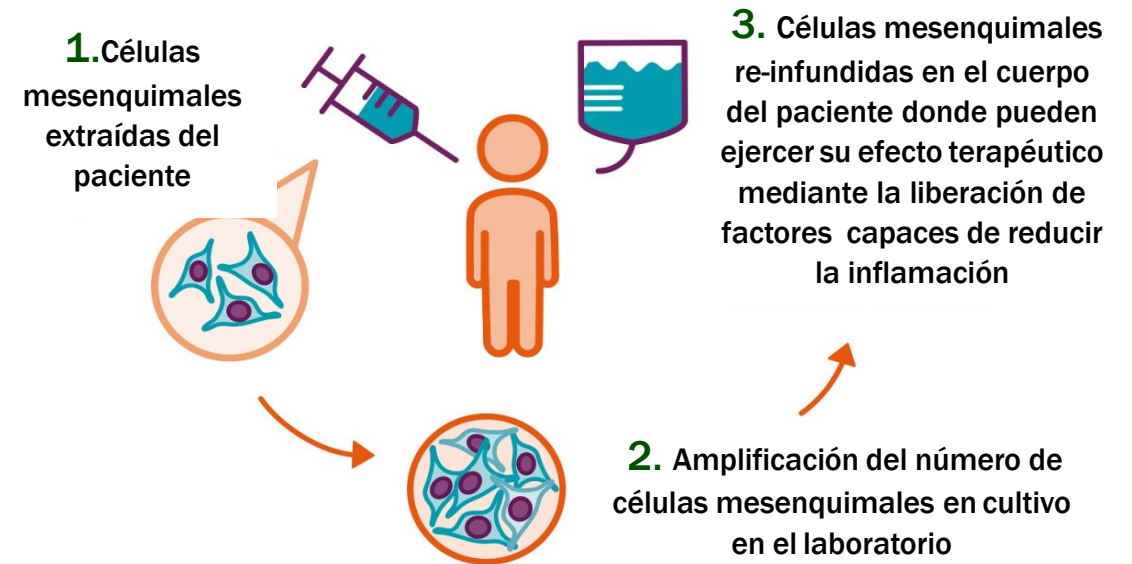 1.Células
mesenquimales
extraídas del
paciente
3. Células mesenquimales
re-infundidas en el cuerpo
del paciente donde pueden
ejercer su efecto terapéutico
mediante la liberación de
factores capaces de reducir
la inflamación
2. Amplificación del número de
células mesenquimales en cultivo
en el laboratorio